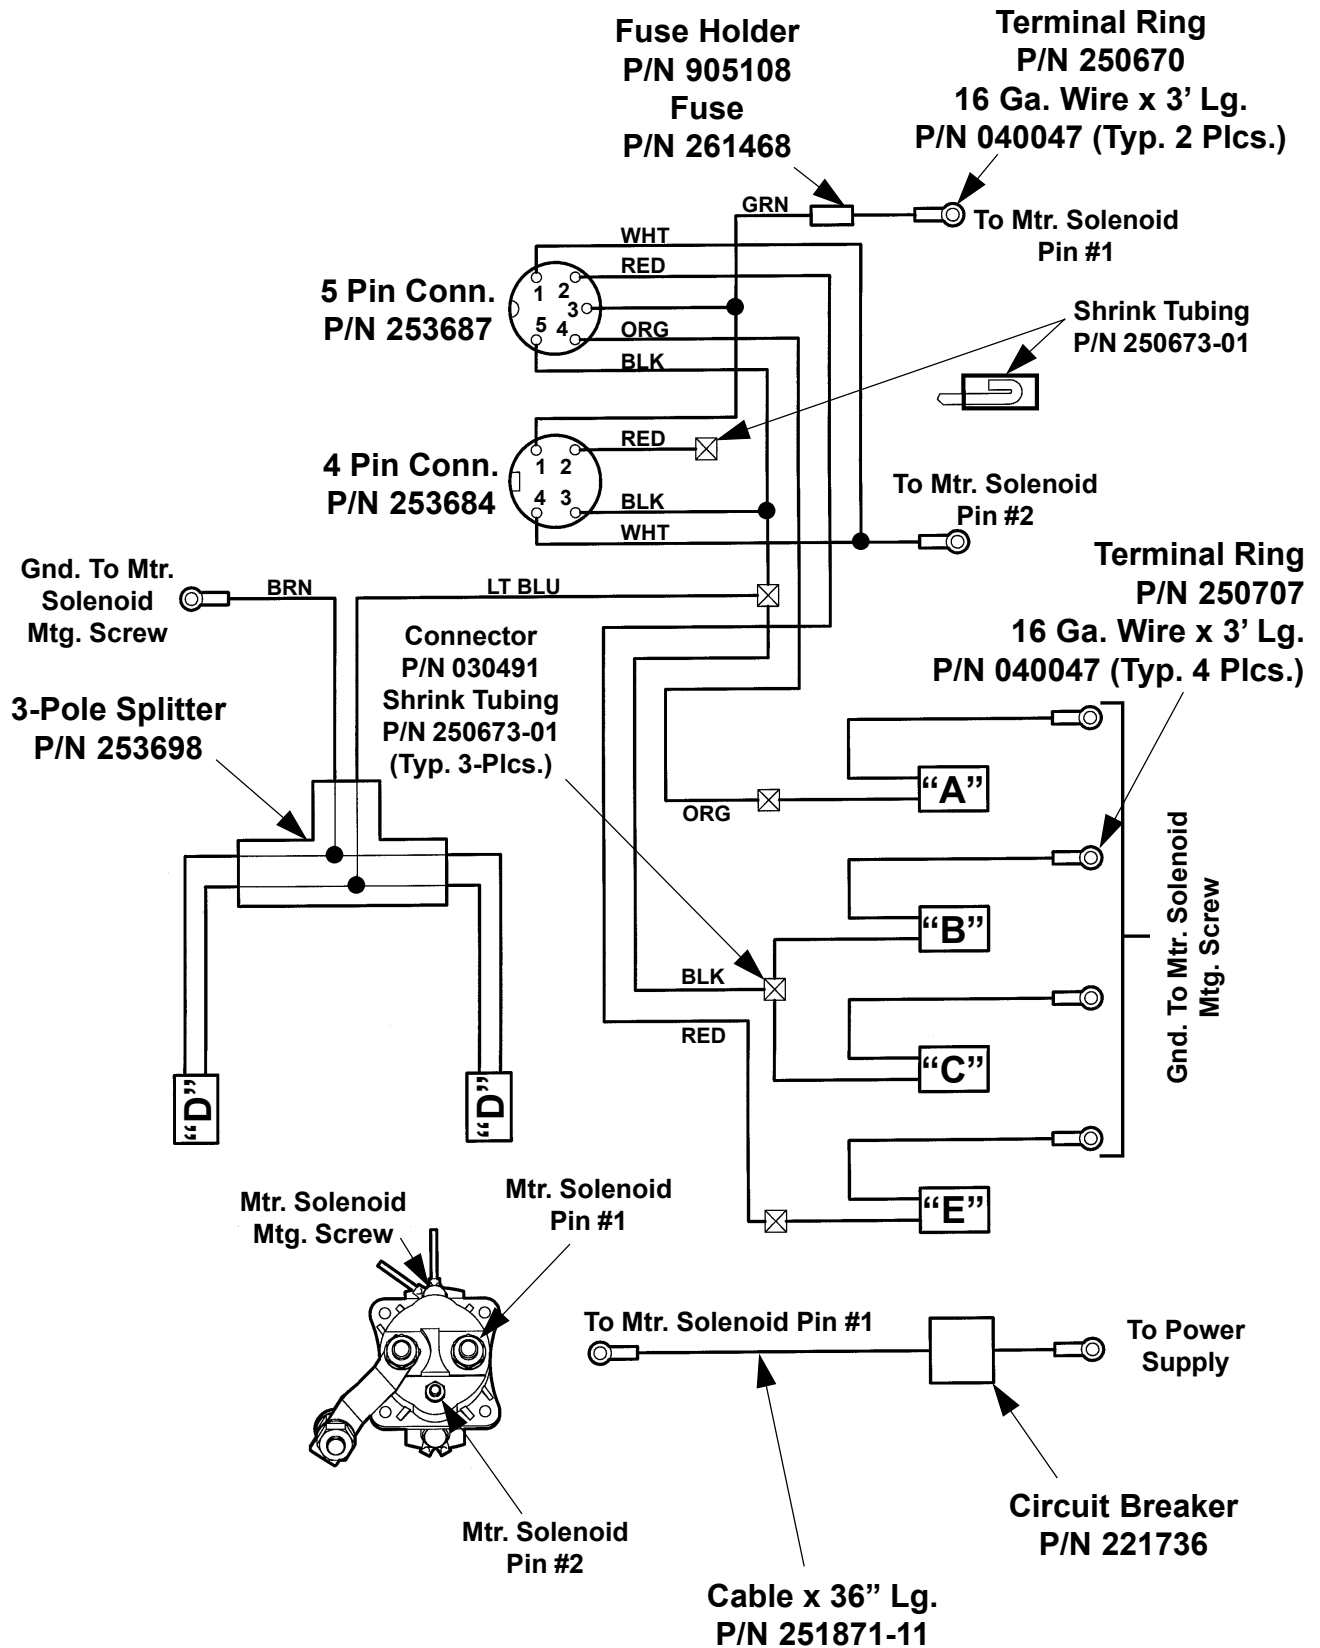 Fuse Holder
P/N 905108
Fuse
P/N 261468
Terminal Ring
P/N 250670
16 Ga. Wire x 3’ Lg.
P/N 040047 (Typ. 2 Plcs.)
GRN
To Mtr. Solenoid
Pin #1
WHT
RED
5 Pin Conn.
P/N 253687
1
2
3
5
4
ORG
BLK
Shrink Tubing
P/N 250673-01
RED
4 Pin Conn.
P/N 253684
1
2
4
3
BLK
WHT
To Mtr. Solenoid
Pin #2
Gnd. To Mtr.
Solenoid
Mtg. Screw
BRN
LT BLU
Terminal Ring
P/N 250707
16 Ga. Wire x 3’ Lg.
P/N 040047 (Typ. 4 Plcs.)
Connector
P/N 030491
Shrink Tubing
P/N 250673-01
(Typ. 3-Plcs.)
3-Pole Splitter
P/N 253698
“A”
ORG
“B”
BLK
RED
“C”
“E”
Gnd. To Mtr. Solenoid
Mtg. Screw
“D”
“D”
Mtr. Solenoid
Mtg. Screw
Mtr. Solenoid
Pin #1
Mtr. Solenoid
Pin #2
To Mtr. Solenoid Pin #1
To Power
Supply
Circuit Breaker
P/N 221736
Cable x 36” Lg.
P/N 251871-11